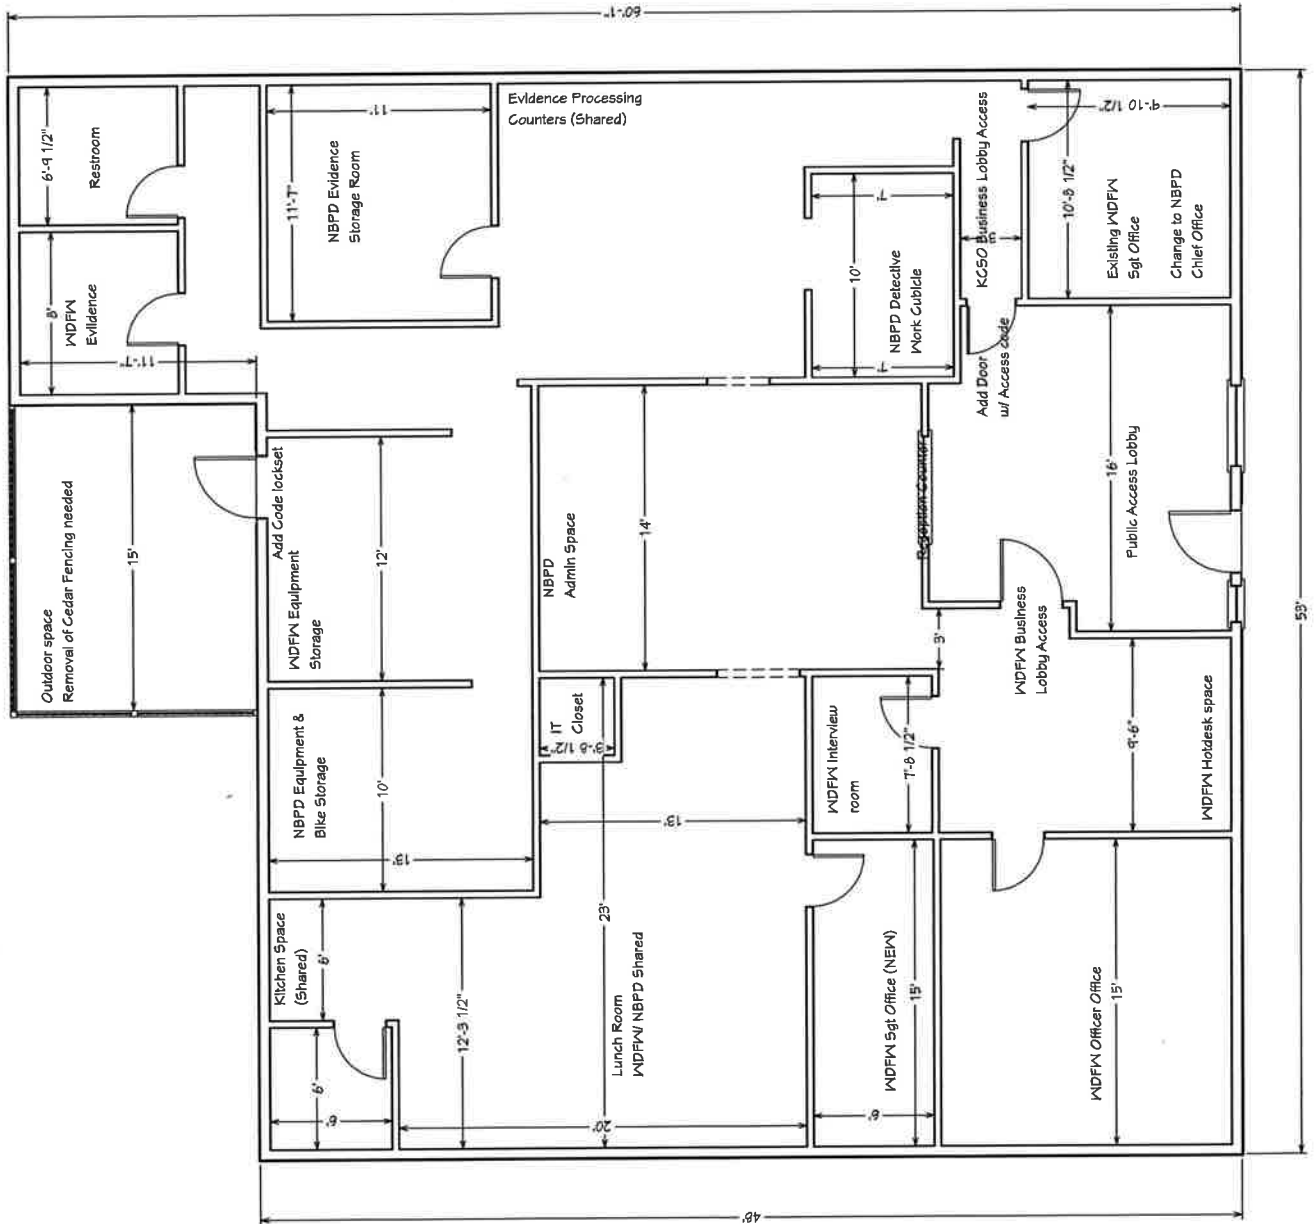 60'-1"
6'-9 1/2"
Restroom
8'
WDFW
Evildence
11'-7"
11'
11'-7"
NBPD Evidence
Storage Room
Evidence Processing
Counters (Shared)
Outdoor space
Removal of Cedar Fencing needed
15'
Add Code lockset
WDFW Equipment
Storage
12'
NBPD Equipment &
Bike Storage
10'
13'
NBPD
Admin Space
14'
7'
10'
NBPD Detective
Work Cubicle
7'
KCSO Business Lobby Access
5'
Add Door
w/ Access code
9'-10 1/2"
10'-8 1/2"
Existing WDFW
Sgt Office
Change to NBPD
Chief Office
Reception Counter
16'
Public Access Lobby
3'
WDFW Business
Lobby Access
IT
Closet
3'-8 1/2"
WDFW Interview
room
7'-8 1/2"
9'-6"
WDFW Hotdesk space
Kitchen Space
(Shared)
6'
6'
6'
12'-3 1/2"
13'
23'
Lunch Room
WDFW/ NBPD Shared
20'
WDFW Sgt Office (NEW)
15'
6'
WDFW Officer Office
15'
53'
48'